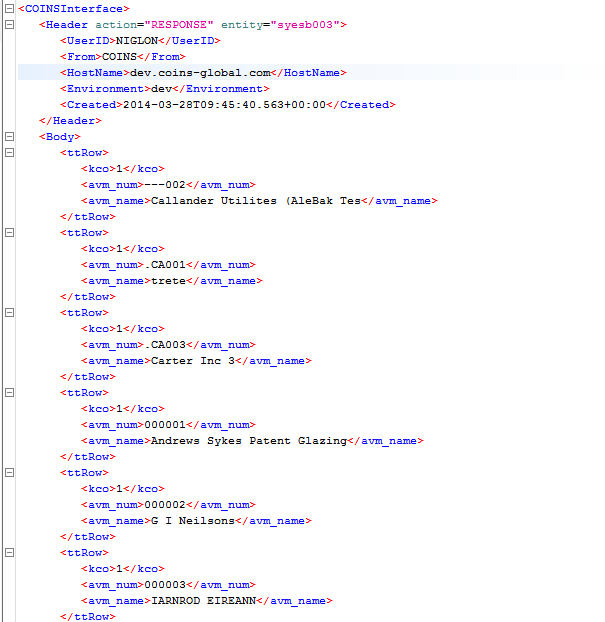 <COINSInterface>
<Header action="RESPONSE" entity="syesb003">
<UserID>NIGLON</UserID>
<From>COINS</From>
<HostName>dev.coins-global.com</HostName>
<Environment>dev</Environment>
<Created>2014-03-28T09:45:40.563+00:00</Created>
</Header>
<Body>
<ttRow>
<kco>1</kco>
<avm_num>---002</avm_num>
<avm_name>Callander Utilites (AleBak Tes</avm_name>
</ttRow>
<ttRow>
<kco>1</kco>
<avm_num>.CA001</avm_num>
<avm_name>trete</avm_name>
</ttRow>
<ttRow>
<kco>1</kco>
<avm_num>.CA003</avm_num>
<avm_name>Carter Inc 3</avm_name>
</ttRow>
<ttRow>
<kco>1</kco>
<avm_num>000001</avm_num>
<avm_name>Andrews Sykes Patent Glazing</avm_name>
</ttRow>
<ttRow>
<kco>1</kco>
<avm_num>000002</avm_num>
<avm_name>G I Neilsons</avm_name>
</ttRow>
<ttRow>
<kco>1</kco>
<avm_num>000003</avm_num>
<avm_name>IARNROD EIREANN</avm_name>
</ttRow>